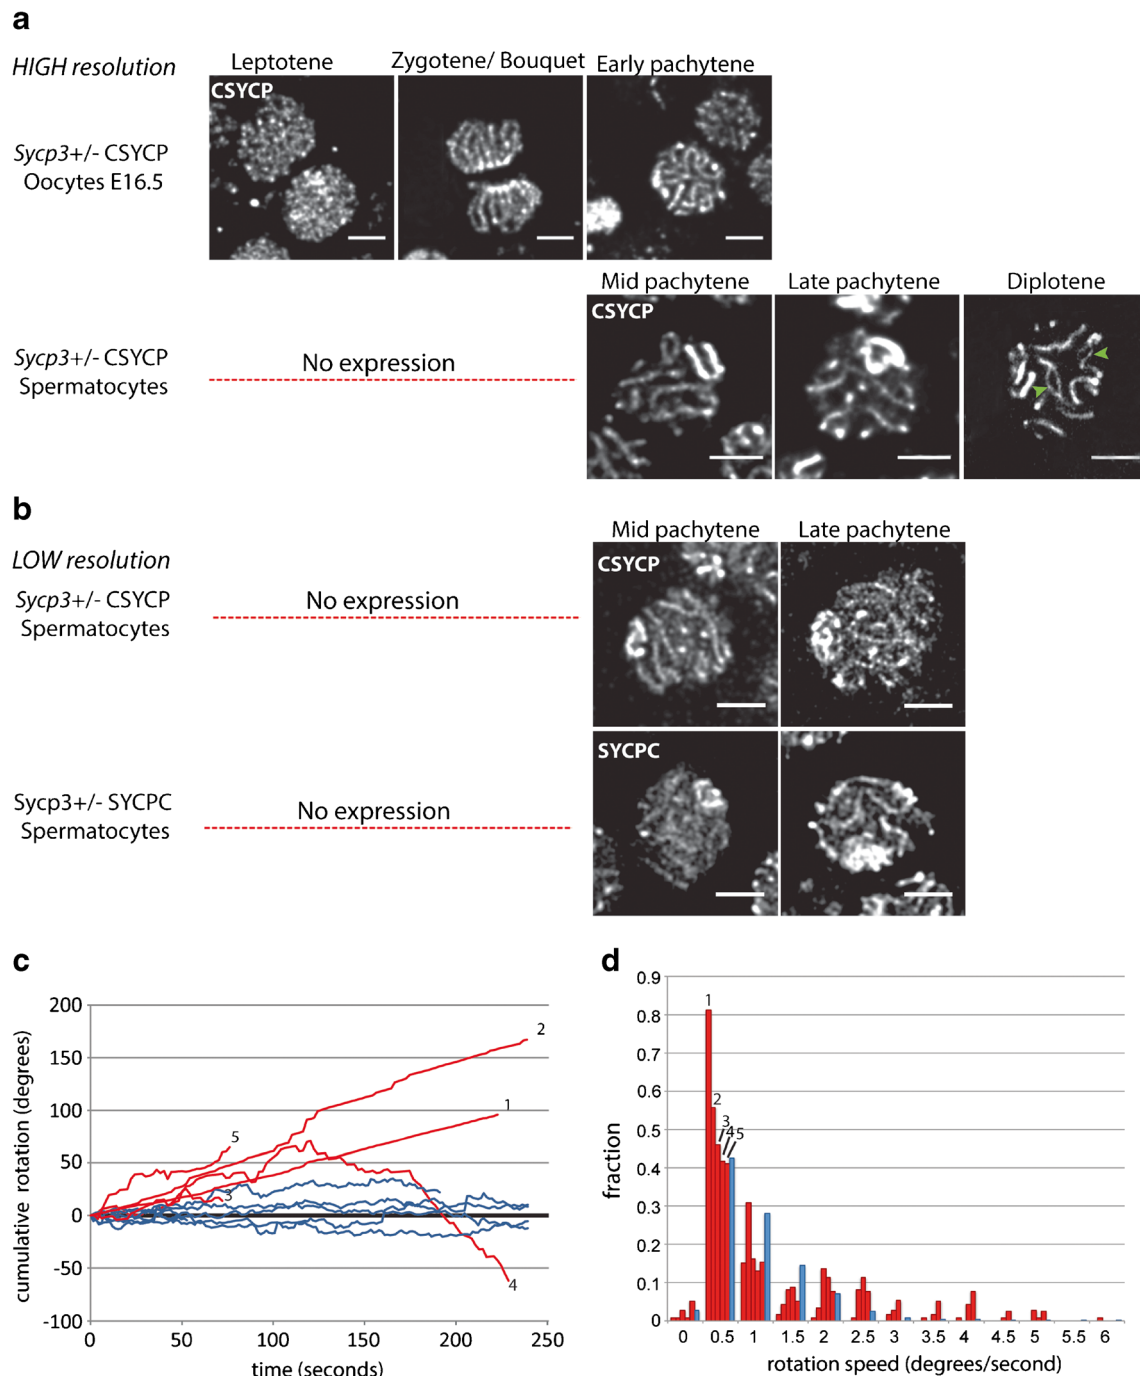 a
HIGH resolution
Leptotene
Zygotene/ Bouquet
Early pachytene
CSYCP
Sycp3+/- CSYCP
Oocytes E16.5
Mid pachytene
Late pachytene
Diplotene
CSYCP
Sycp3+/- CSYCP
Spermatocytes
No expression
b
LOW resolution
Mid pachytene
Late pachytene
CSYCP
Sycp3+/- CSYCP
Spermatocytes
No expression
SYCPC
Sycp3+/- SYCPC
Spermatocytes
No expression
c
cumulative rotation (degrees)
200
150
100
50
0
-50
-100
2
1
5
3
4
0 50 100 150 200 250
time (seconds)
d
fraction
0.9
0.8
0.7
0.6
0.5
0.4
0.3
0.2
0.1
0
1
2
3
4
5
0 0.5 1 1.5 2 2.5 3 3.5 4 4.5 5 5.5 6
rotation speed (degrees/second)